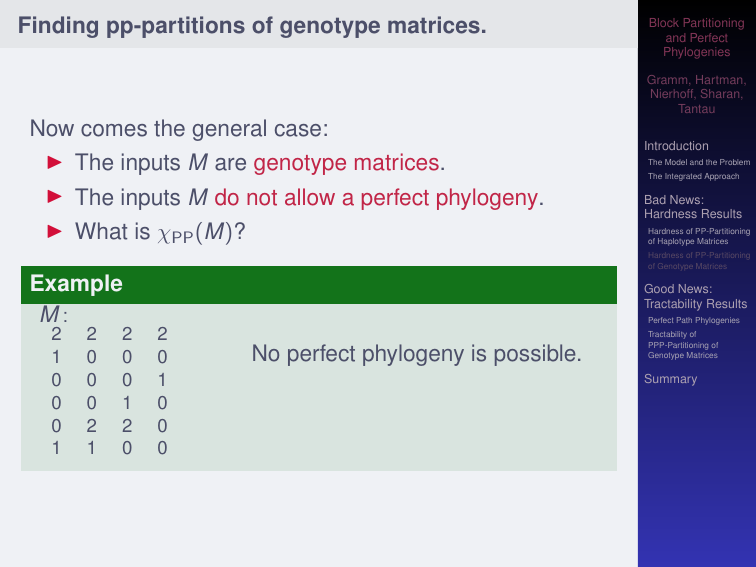 Finding pp-partitions of genotype matrices.
Now comes the general case:
▶ The inputs M are genotype matrices.
▶ The inputs M do not allow a perfect phylogeny.
▶ What is χPP(M)?
Example
M:
2 2 2 2
1 0 0 0
0 0 0 1
0 0 1 0
0 2 2 0
1 1 0 0
No perfect phylogeny is possible.
Block Partitioning
and Perfect
Phylogenies
Gramm, Hartman,
Nierhoff, Sharan,
Tantau
Introduction
The Model and the Problem
The Integrated Approach
Bad News:
Hardness Results
Hardness of PP-Partitioning
of Haplotype Matrices
Hardness of PP-Partitioning
of Genotype Matrices
Good News:
Tractability Results
Perfect Path Phylogenies
Tractability of
PPP-Partitioning of
Genotype Matrices
Summary